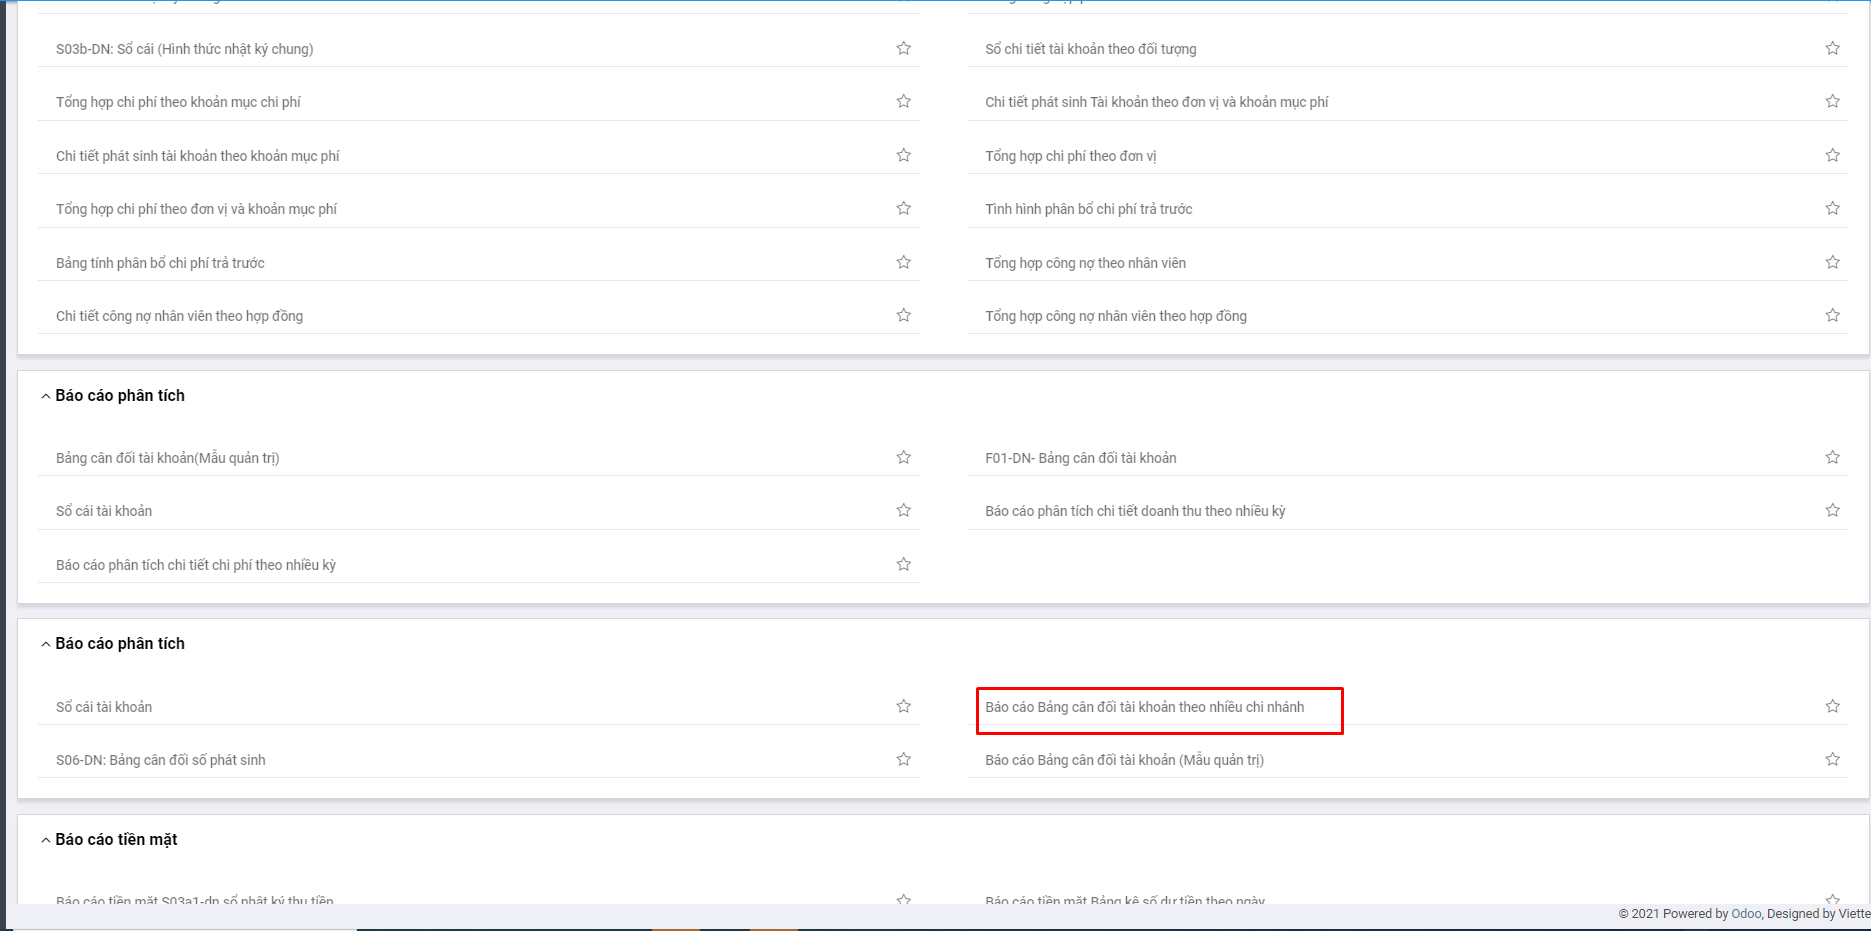 S03b-DN: Sổ cái (Hình thức nhật ký chung)
Sổ chi tiết tài khoản theo đối tượng
Tổng hợp chi phí theo khoản mục chi phí
Chi tiết phát sinh Tài khoản theo đơn vị và khoản mục phí
Chi tiết phát sinh tài khoản theo khoản mục phí
Tổng hợp chi phí theo đơn vị
Tổng hợp chi phí theo đơn vị và khoản mục phí
Tình hình phân bổ chi phí trả trước
Bảng tính phân bổ chi phí trả trước
Tổng hợp công nợ theo nhân viên
Chi tiết công nợ nhân viên theo hợp đồng
Tổng hợp công nợ nhân viên theo hợp đồng
Báo cáo phân tích
Bảng cân đối tài khoản(Mẫu quản trị)
F01-DN- Bảng cân đối tài khoản
Sổ cái tài khoản
Báo cáo phân tích chi tiết doanh thu theo nhiều kỳ
Báo cáo phân tích chi tiết chi phí theo nhiều kỳ
Báo cáo phân tích
Sổ cái tài khoản
Báo cáo Bảng cân đối tài khoản theo nhiều chi nhánh
S06-DN: Bảng cân đối số phát sinh
Báo cáo Bảng cân đối tài khoản (Mẫu quản trị)
Báo cáo tiền mặt
Báo cáo tiền mặt S03a1-dn sổ nhật ký thu tiền
Báo cáo tiền mặt Bảng kê số dư tiền theo ngày
© 2021 Powered by Odoo, Designed by Viette